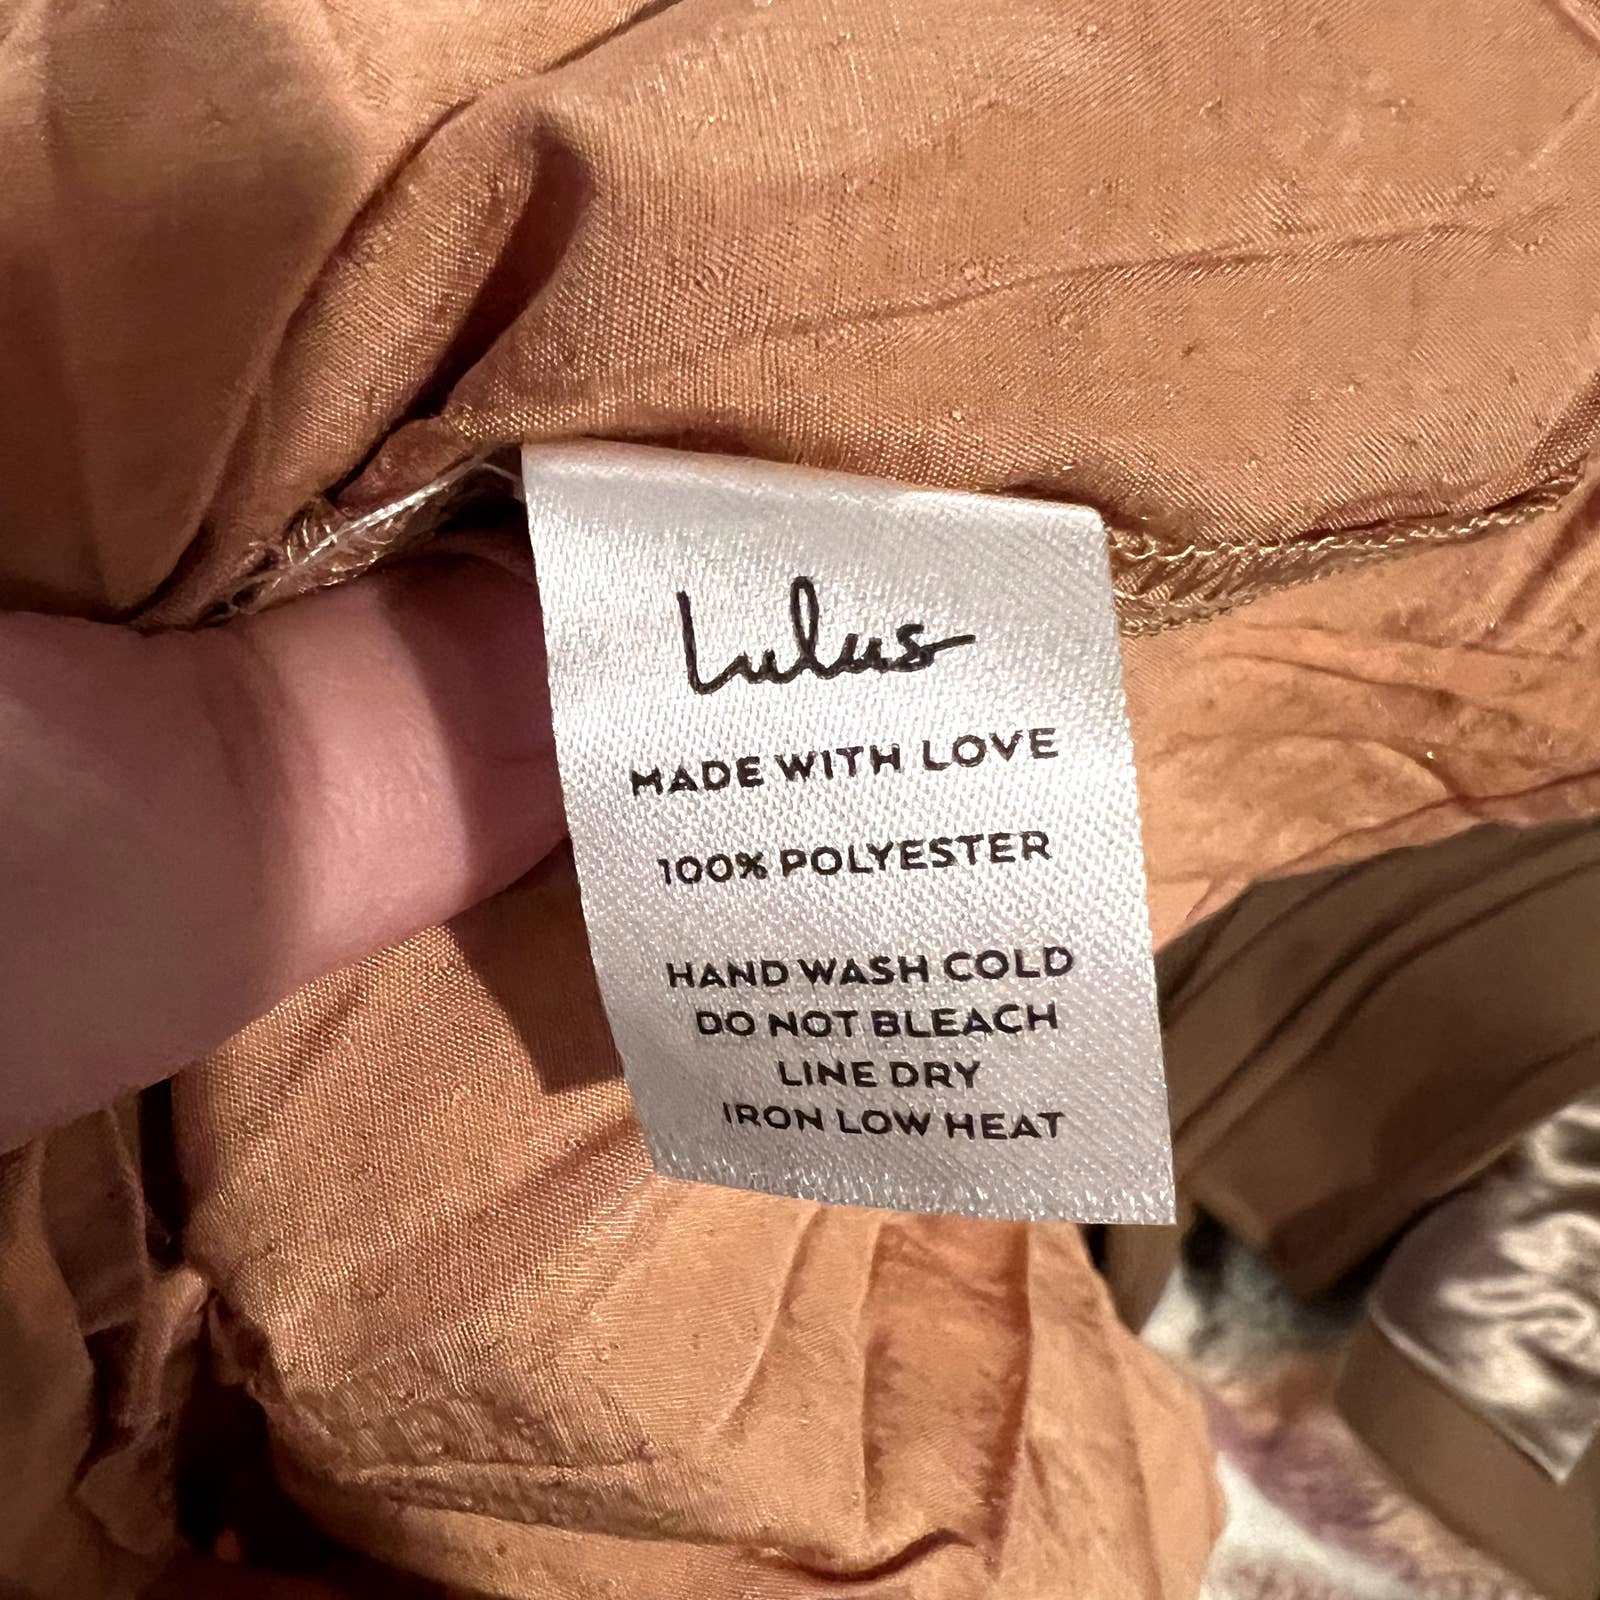 Lulus
MADE WITH LOVE
100% POLYESTER
HAND WASH COLD
DO NOT BLEACH
LINE DRY
IRON LOW HEAT